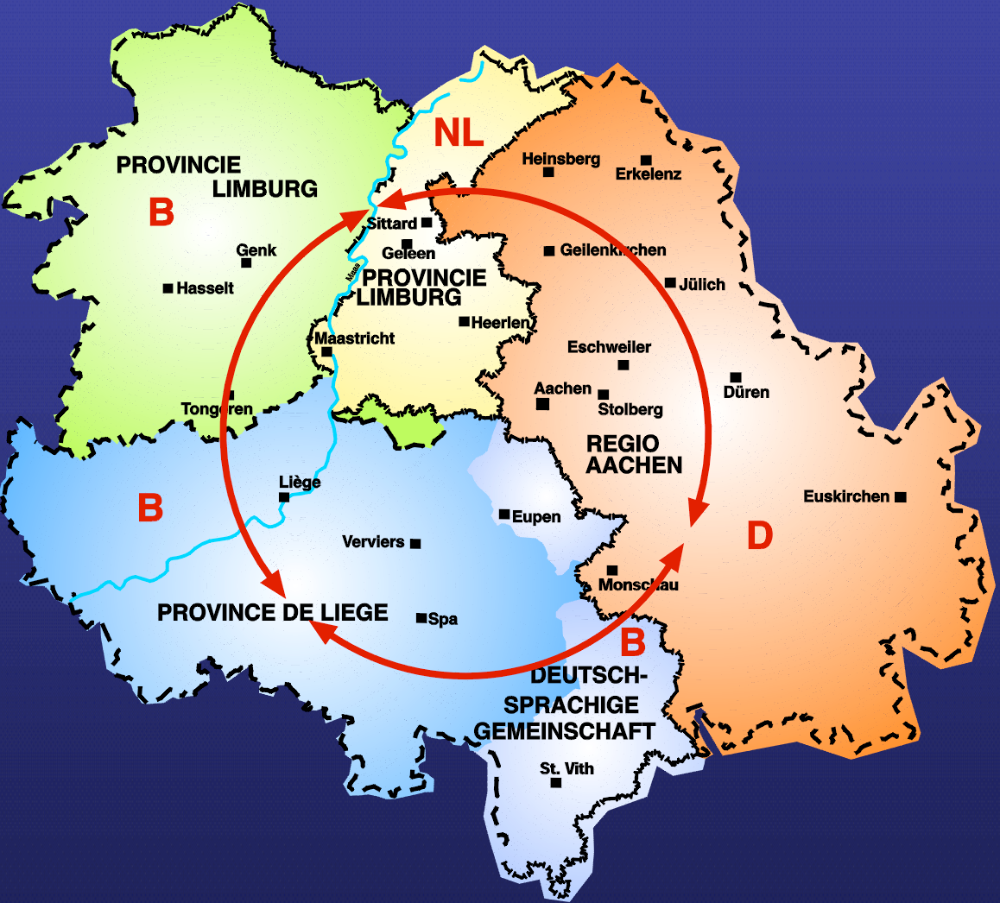 NL
PROVINCIE
LIMBURG
B
Heinsberg
Erkelenz
Sittard
Geleen
Genk
Geilenkirchen
Hasselt
Maas
PROVINCIE
LIMBURG
Jülich
Heerlen
Maastricht
Eschweiler
Aachen
Stolberg
Düren
Tongeren
REGIO
AACHEN
Liège
B
Eupen
Euskirchen
Verviers
D
Monschau
PROVINCE DE LIEGE
Spa
B
DEUTSCH-
SPRACHIGE
GEMEINSCHAFT
St. Vith